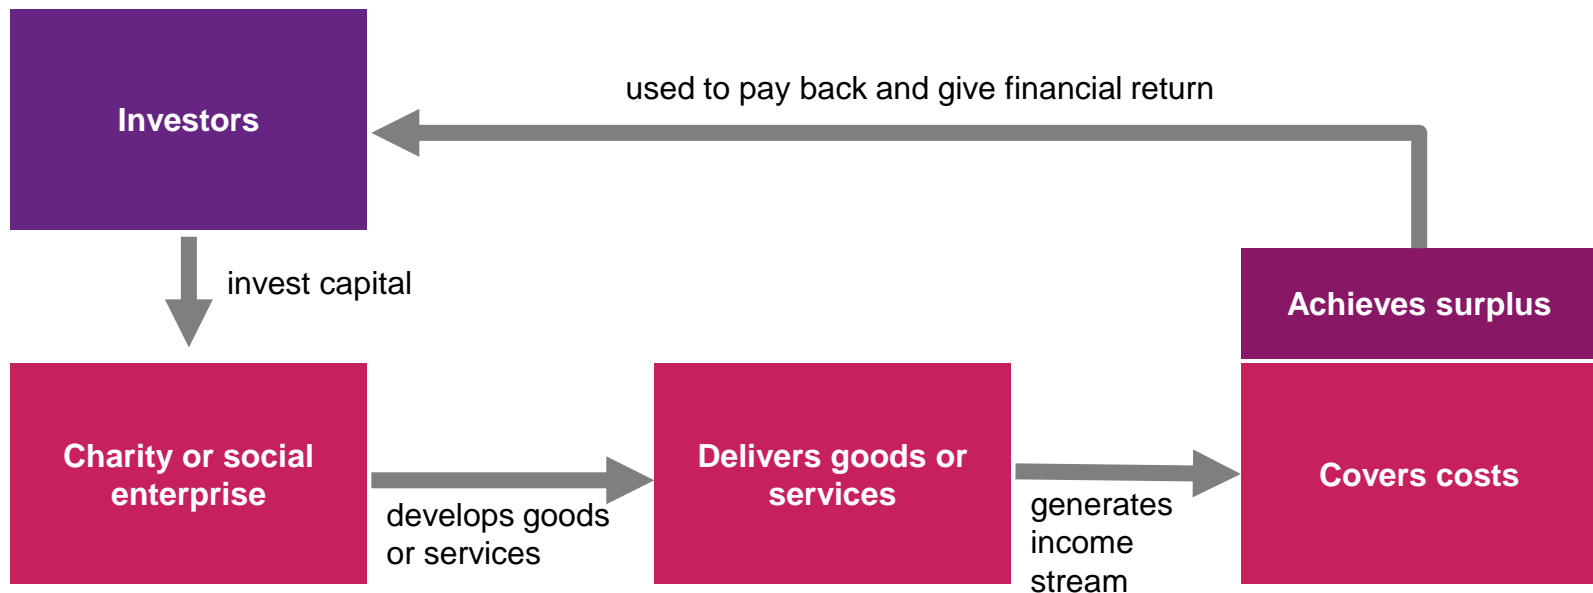 Investors
used to pay back and give financial return
invest capital
Achieves surplus
Charity or social
enterprise
develops goods
or services
Delivers goods or
services
generates
income
stream
Covers costs